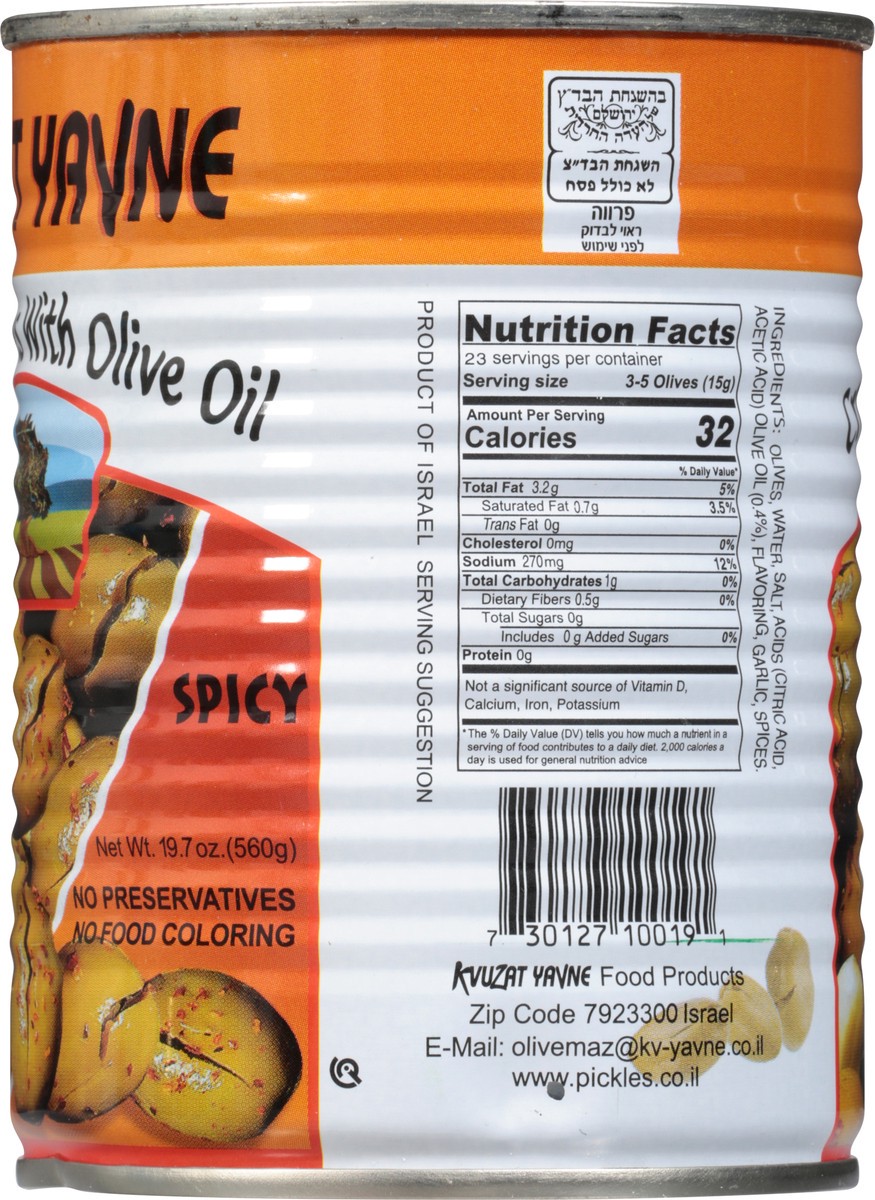 T YAVNE
With Olive Oil
SPICY
Net Wt. 19.7 oz.(560g)
NO PRESERVATIVES
NO FOOD COLORING
PRODUCT OF ISRAEL SERVING SUGGESTION
בהשגחת הבד״ץ
ירושלים
השגחת הבד״צ
לא כולל פסח
פרווה
ראוי לבדוק
לפני שימוש
Nutrition Facts
23 servings per container
Serving size 3-5 Olives (15g)
Amount Per Serving
Calories 32
% Daily Value*
Total Fat 3.2g 5%
Saturated Fat 0.7g 3.5%
Trans Fat 0g
Cholesterol 0mg 0%
Sodium 270mg 12%
Total Carbohydrates 1g 0%
Dietary Fibers 0.5g 0%
Total Sugars 0g
Includes 0 g Added Sugars 0%
Protein 0g
Not a significant source of Vitamin D,
Calcium, Iron, Potassium
*The % Daily Value (DV) tells you how much a nutrient in a
serving of food contributes to a daily diet. 2,000 calories a
day is used for general nutrition advice
INGREDIENTS: OLIVES, WATER, SALT, ACIDS (CITRIC ACID,
ACETIC ACID) OLIVE OIL (0.4%), FLAVORING, GARLIC, SPICES.
7 30127 10019 1
KVUZAT YAVNE Food Products
Zip Code 7923300 Israel
E-Mail: olivemaz@kv-yavne.co.il
www.pickles.co.il